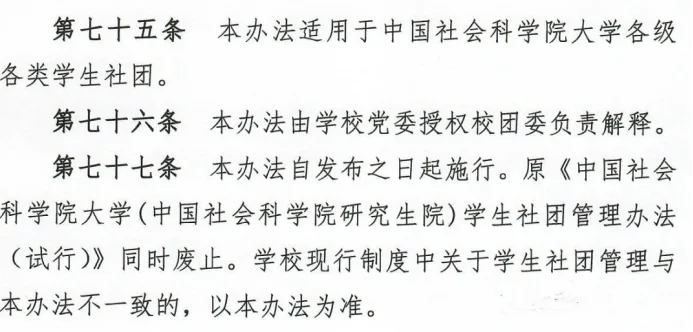 第七十五条 本办法适用于中国社会科学院大学各级
各类学生社团。
第七十六条 本办法由学校党委授权校团委负责解释。
第七十七条 本办法自发布之日起施行。原《中国社会
科学院大学(中国社会科学院研究生院)学生社团管理办法
（试行)》同时废止。学校现行制度中关于学生社团管理与
本办法不一致的，以本办法为准。